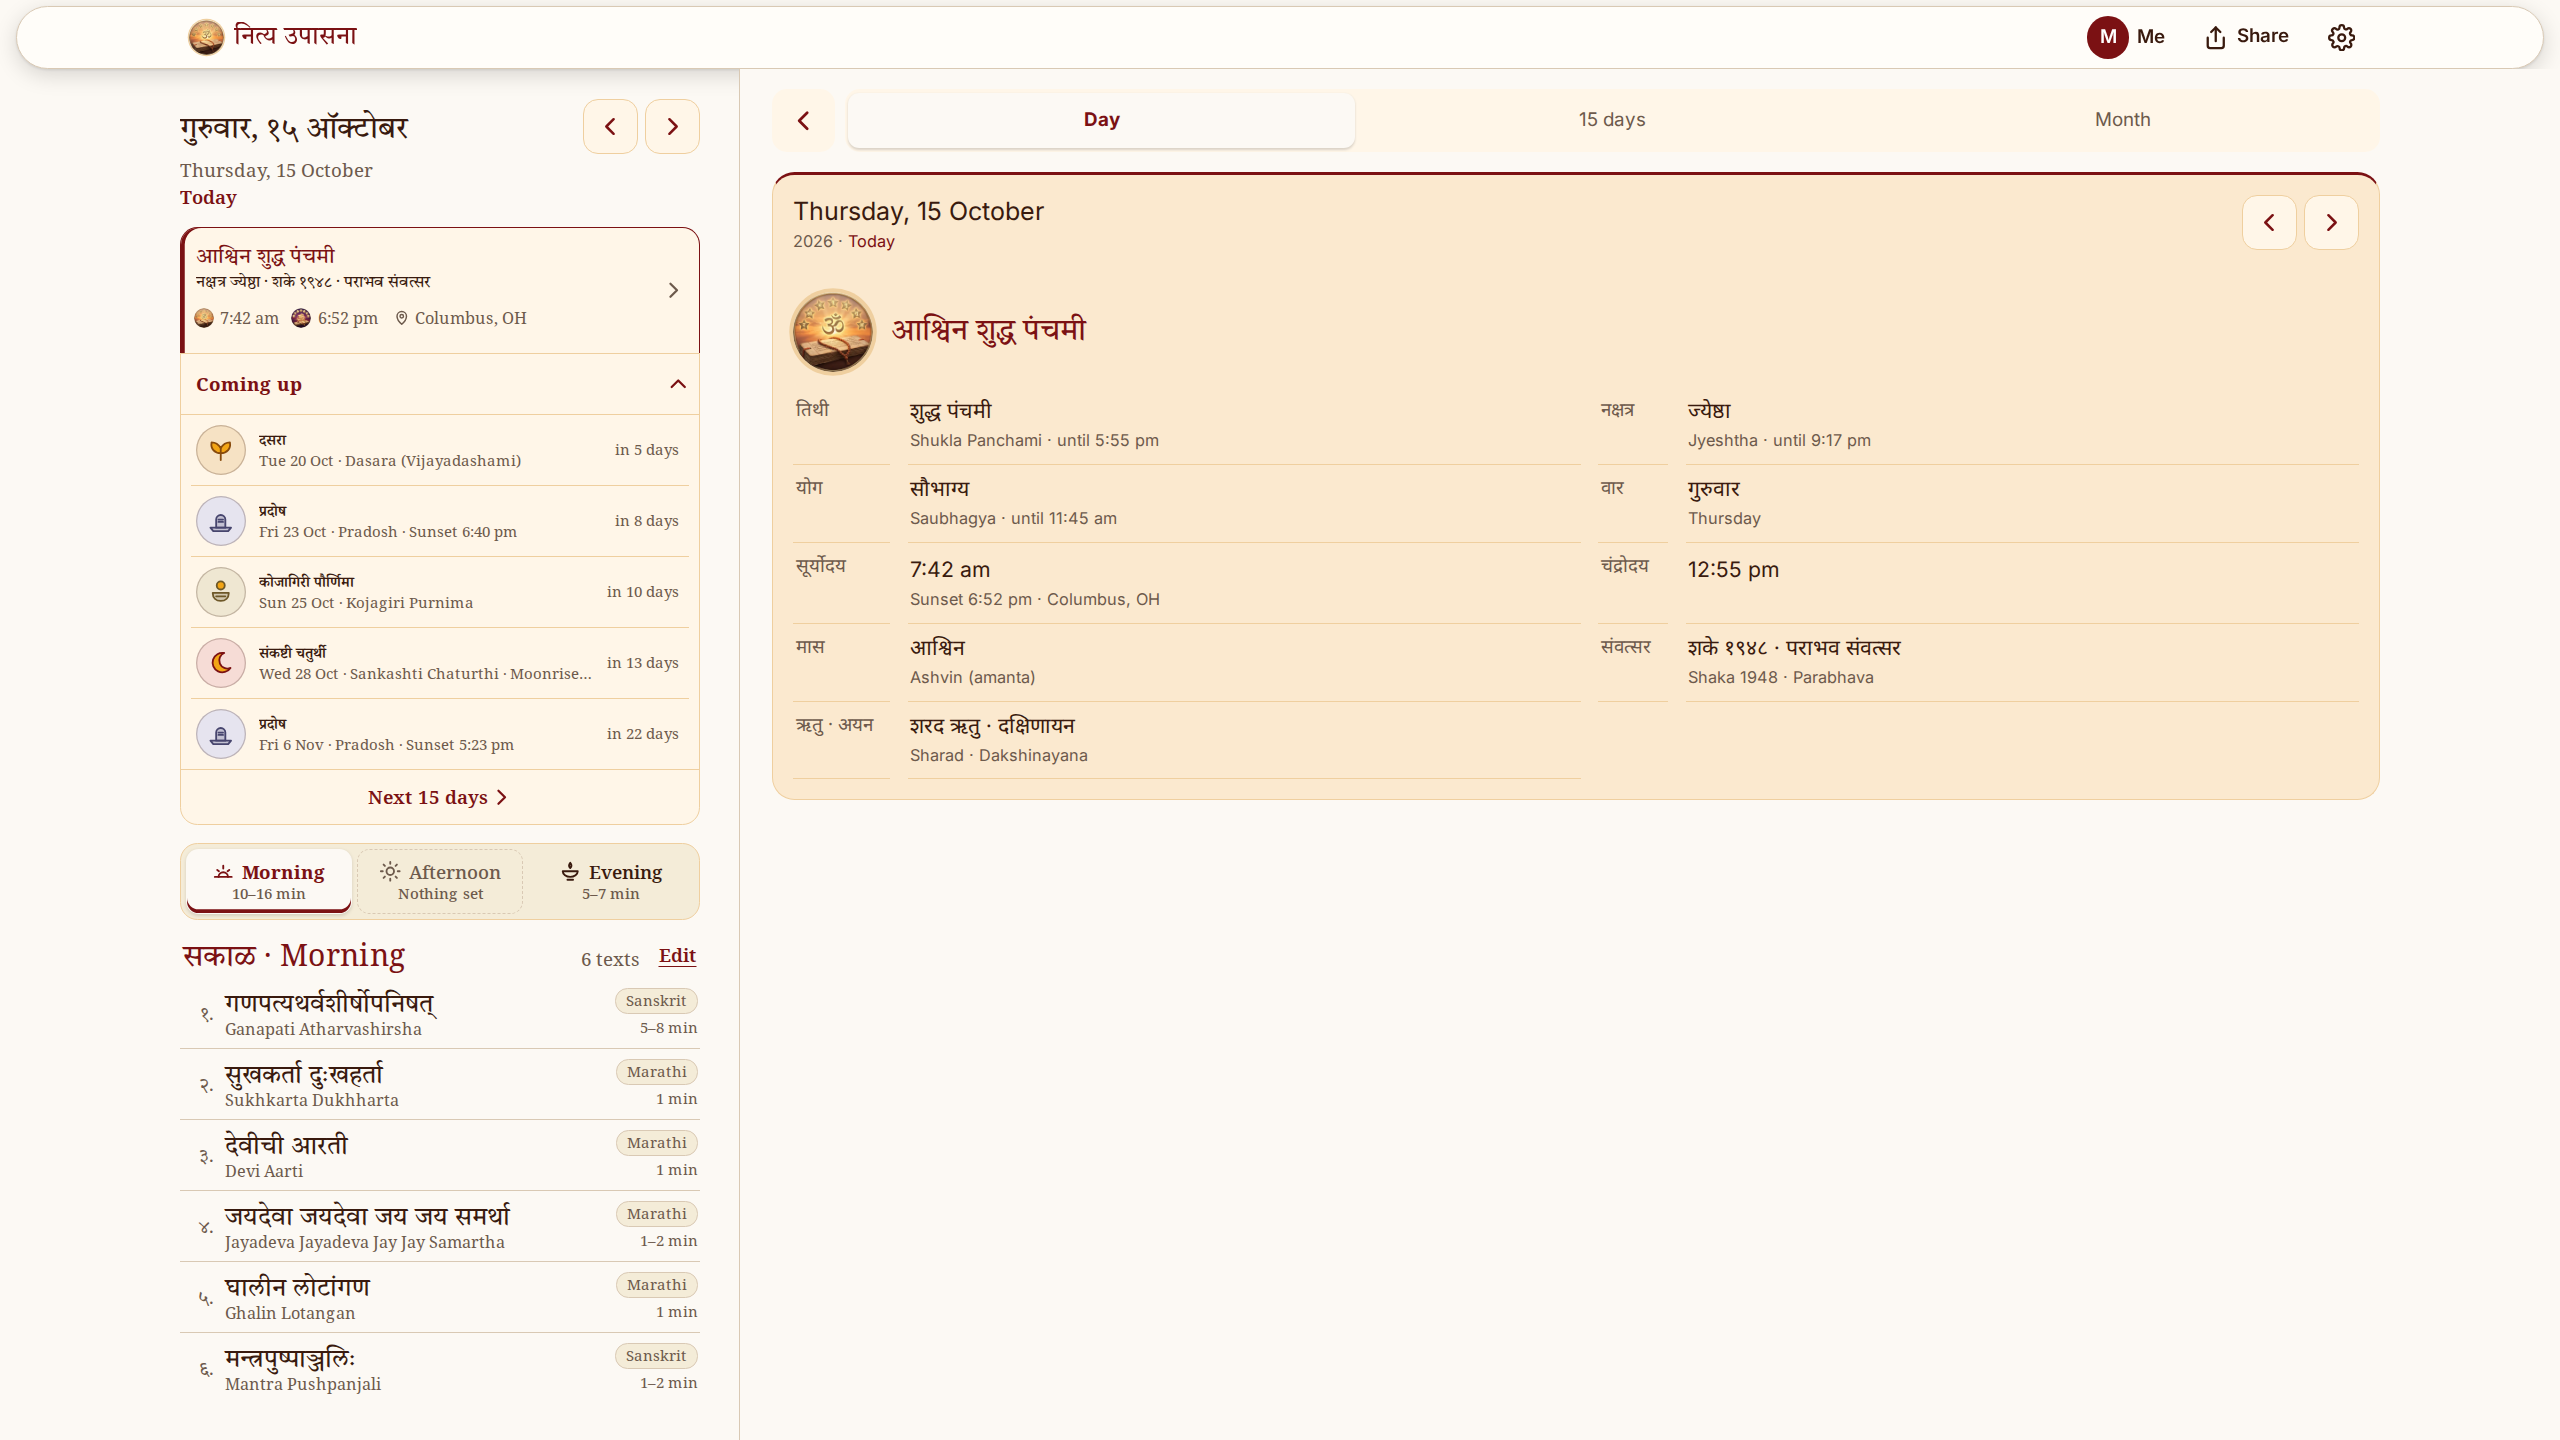 नित्य उपासना
M Me
Share
गुरुवार, १५ ऑक्टोबर
Thursday, 15 October
Today
आश्विन शुद्ध पंचमी
नक्षत्र ज्येष्ठा · शके १९४८ · पराभव संवत्सर
7:42 am 6:52 pm Columbus, OH
Coming up
दसरा
Tue 20 Oct · Dasara (Vijayadashami)
in 5 days
प्रदोष
Fri 23 Oct · Pradosh · Sunset 6:40 pm
in 8 days
कोजागिरी पौर्णिमा
Sun 25 Oct · Kojagiri Purnima
in 10 days
संकष्टी चतुर्थी
Wed 28 Oct · Sankashti Chaturthi · Moonrise...
in 13 days
प्रदोष
Fri 6 Nov · Pradosh · Sunset 5:23 pm
in 22 days
Next 15 days
Morning
10–16 min
Afternoon
Nothing set
Evening
5–7 min
सकाळ · Morning
6 texts
Edit
१. गणपत्यथर्वशीर्षोपनिषत्
Ganapati Atharvashirsha
Sanskrit
5–8 min
२. सुखकर्ता दुःखहर्ता
Sukhkarta Dukhharta
Marathi
1 min
३. देवीची आरती
Devi Aarti
Marathi
1 min
४. जयदेवा जयदेवा जय जय समर्था
Jayadeva Jayadeva Jay Jay Samartha
Marathi
1–2 min
५. घालीन लोटांगण
Ghalin Lotangan
Marathi
1 min
६. मन्त्रपुष्पाञ्जलिः
Mantra Pushpanjali
Sanskrit
1–2 min
Day
15 days
Month
Thursday, 15 October
2026 · Today
आश्विन शुद्ध पंचमी
तिथी
शुद्ध पंचमी
Shukla Panchami · until 5:55 pm
नक्षत्र
ज्येष्ठा
Jyeshtha · until 9:17 pm
योग
सौभाग्य
Saubhagya · until 11:45 am
वार
गुरुवार
Thursday
सूर्योदय
7:42 am
Sunset 6:52 pm · Columbus, OH
चंद्रोदय
12:55 pm
मास
आश्विन
Ashvin (amanta)
संवत्सर
शके १९४८ · पराभव संवत्सर
Shaka 1948 · Parabhava
ऋतु · अयन
शरद ऋतु · दक्षिणायन
Sharad · Dakshinayana